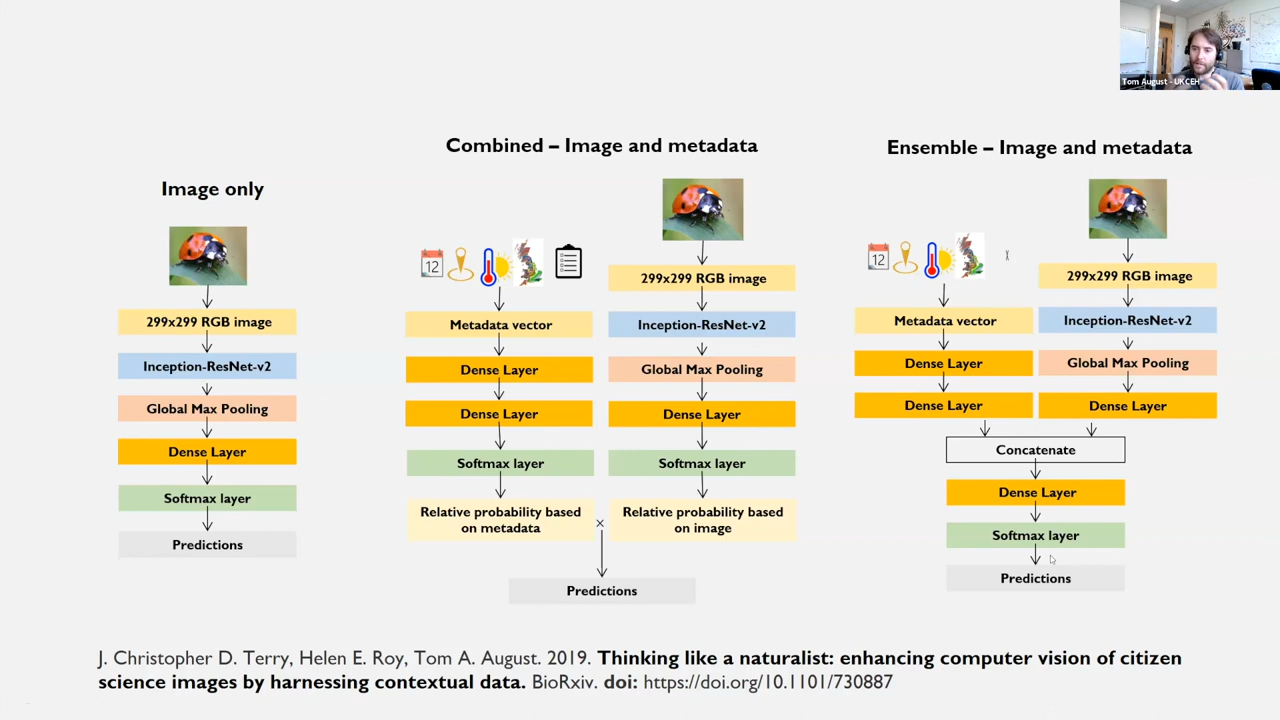 Tom August - UKCEH
Image only
299x299 RGB image
Inception-ResNet-v2
Global Max Pooling
Dense Layer
Softmax layer
Predictions
Combined – Image and metadata
12
Metadata vector
Dense Layer
Dense Layer
Softmax layer
Relative probability based
on metadata
×
299x299 RGB image
Inception-ResNet-v2
Global Max Pooling
Dense Layer
Softmax layer
Relative probability based
on image
Predictions
Ensemble – Image and metadata
12
Metadata vector
Dense Layer
Dense Layer
299x299 RGB image
Inception-ResNet-v2
Global Max Pooling
Dense Layer
Concatenate
Dense Layer
Softmax layer
Predictions
J. Christopher D. Terry, Helen E. Roy, Tom A. August. 2019. Thinking like a naturalist: enhancing computer vision of citizen
science images by harnessing contextual data. BioRxiv. doi: https://doi.org/10.1101/730887